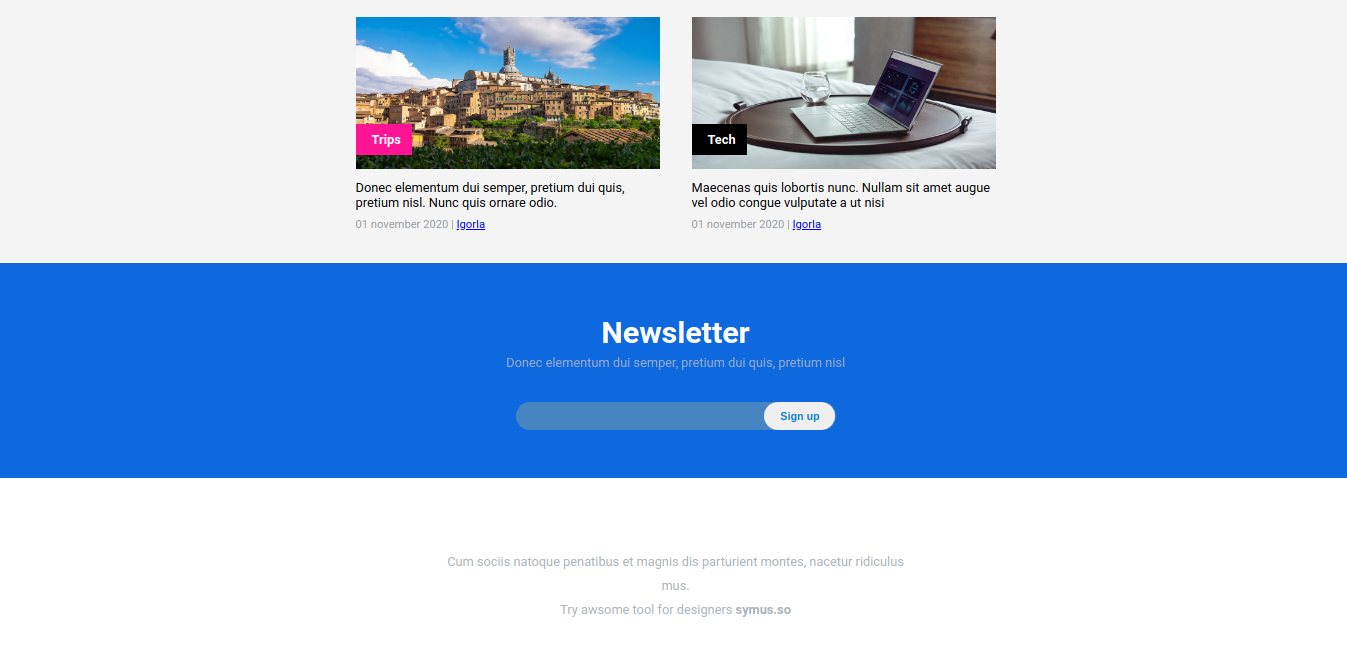 Trips
Donec elementum dui semper, pretium dui quis,
pretium nisl. Nunc quis ornare odio.
01 november 2020 | Igorla
Tech
Maecenas quis lobortis nunc. Nullam sit amet augue
vel odio congue vulputate a ut nisi
01 november 2020 | Igorla
Newsletter
Donec elementum dui semper, pretium dui quis, pretium nisl
Sign up
Cum sociis natoque penatibus et magnis dis parturient montes, nacetur ridiculus
mus.
Try awsome tool for designers symus.so